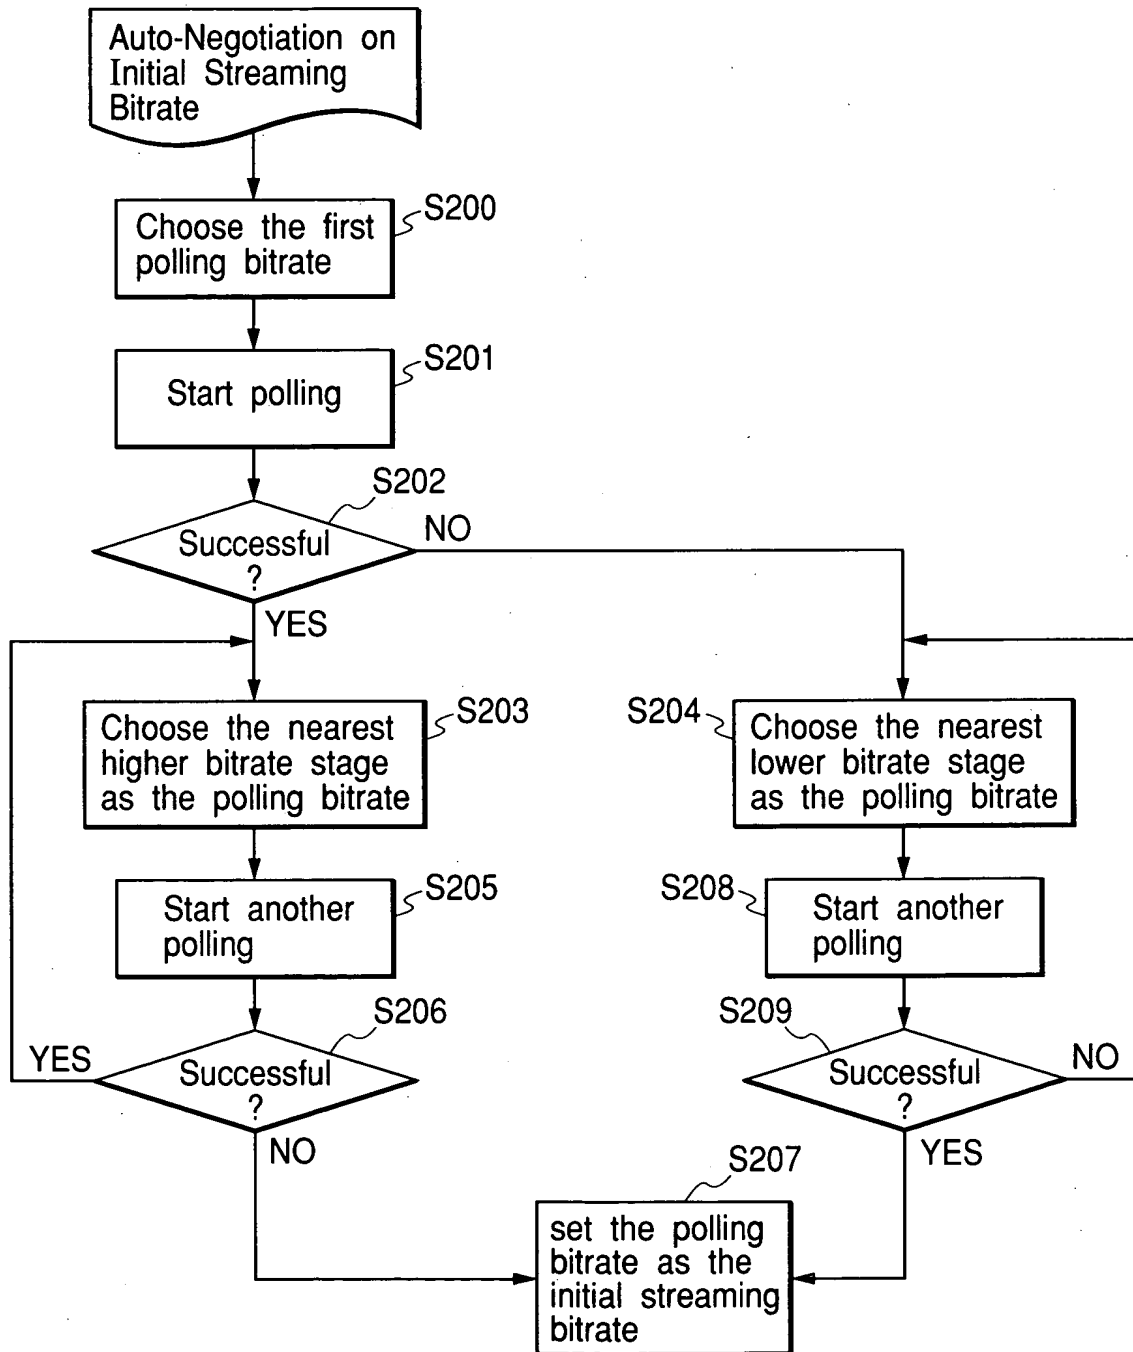 Auto-Negotiation on
Initial Streaming
Bitrate
S200
Choose the first
polling bitrate
S201
Start polling
S202
Successful
?
NO
YES
S203
Choose the nearest
higher bitrate stage
as the polling bitrate
S204
Choose the nearest
lower bitrate stage
as the polling bitrate
S205
Start another
polling
S208
Start another
polling
S206
YES
Successful
?
NO
S209
Successful
?
NO
YES
S207
set the polling
bitrate as the
initial streaming
bitrate